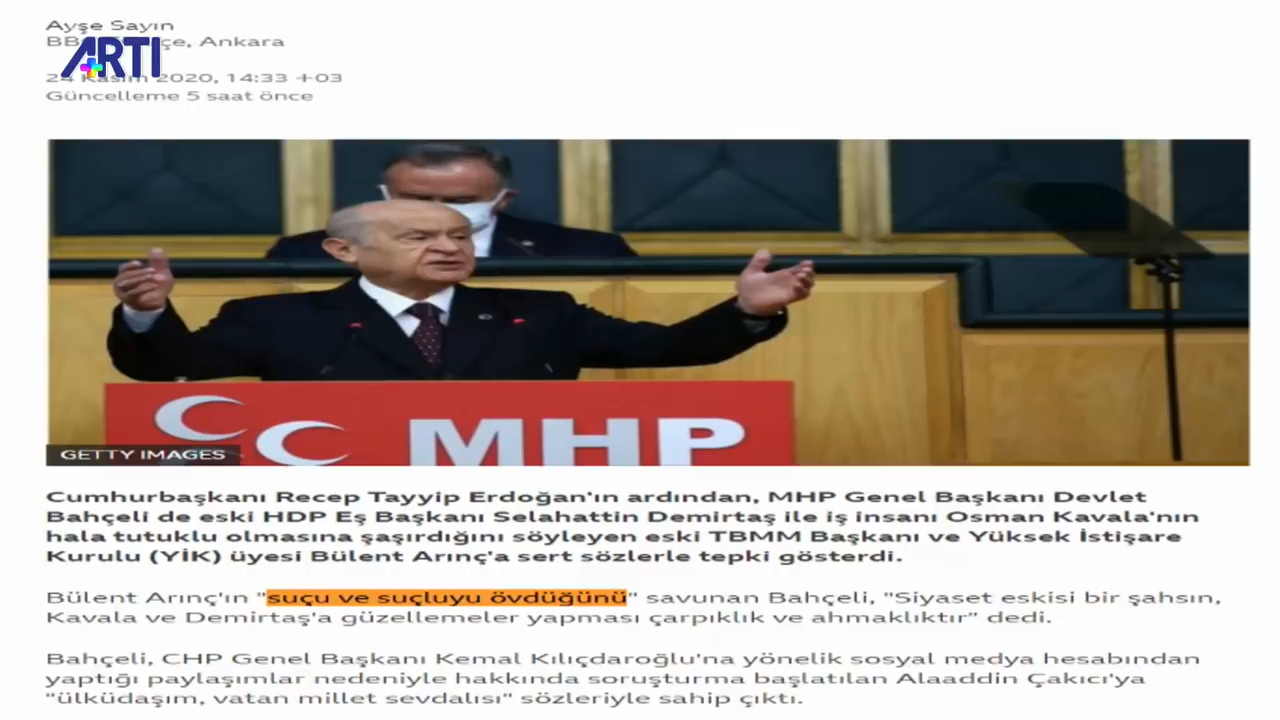 Ayşe Sayın
ARTI
Ankara
24 Kasım 2020, 14:33 +03
Güncelleme 5 saat önce
MHP
GETTY IMAGES
Cumhurbaşkanı Recep Tayyip Erdoğan'ın ardından, MHP Genel Başkanı Devlet
Bahçeli de eski HDP Eş Başkanı Selahattin Demirtaş ile iş insanı Osman Kavala'nın
hala tutuklu olmasına şaşırdığını söyleyen eski TBMM Başkanı ve Yüksek İstişare
Kurulu (YİK) üyesi Bülent Arınç'a sert sözlerle tepki gösterdi.
Bülent Arınç'ın "suçu ve suçluyu övdüğünü" savunan Bahçeli, "Siyaset eskisi bir şahsın,
Kavala ve Demirtaş'a güzellemeler yapması çarpıklık ve ahmaklıktır" dedi.
Bahçeli, CHP Genel Başkanı Kemal Kılıçdaroğlu'na yönelik sosyal medya hesabından
yaptığı paylaşımlar nedeniyle hakkında soruşturma başlatılan Alaaddin Çakıcı'ya
"ülküdaşım, vatan millet sevdalısı" sözleriyle sahip çıktı.